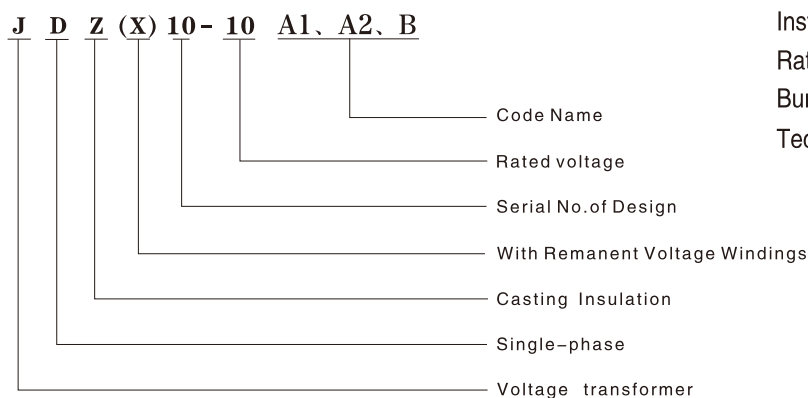 J D Z (X) 10- 10 A1、A2、B
Code Name
Rated voltage
Serial No.of Design
With Remanent Voltage Windings
Casting Insulation
Single-phase
Voltage transformer